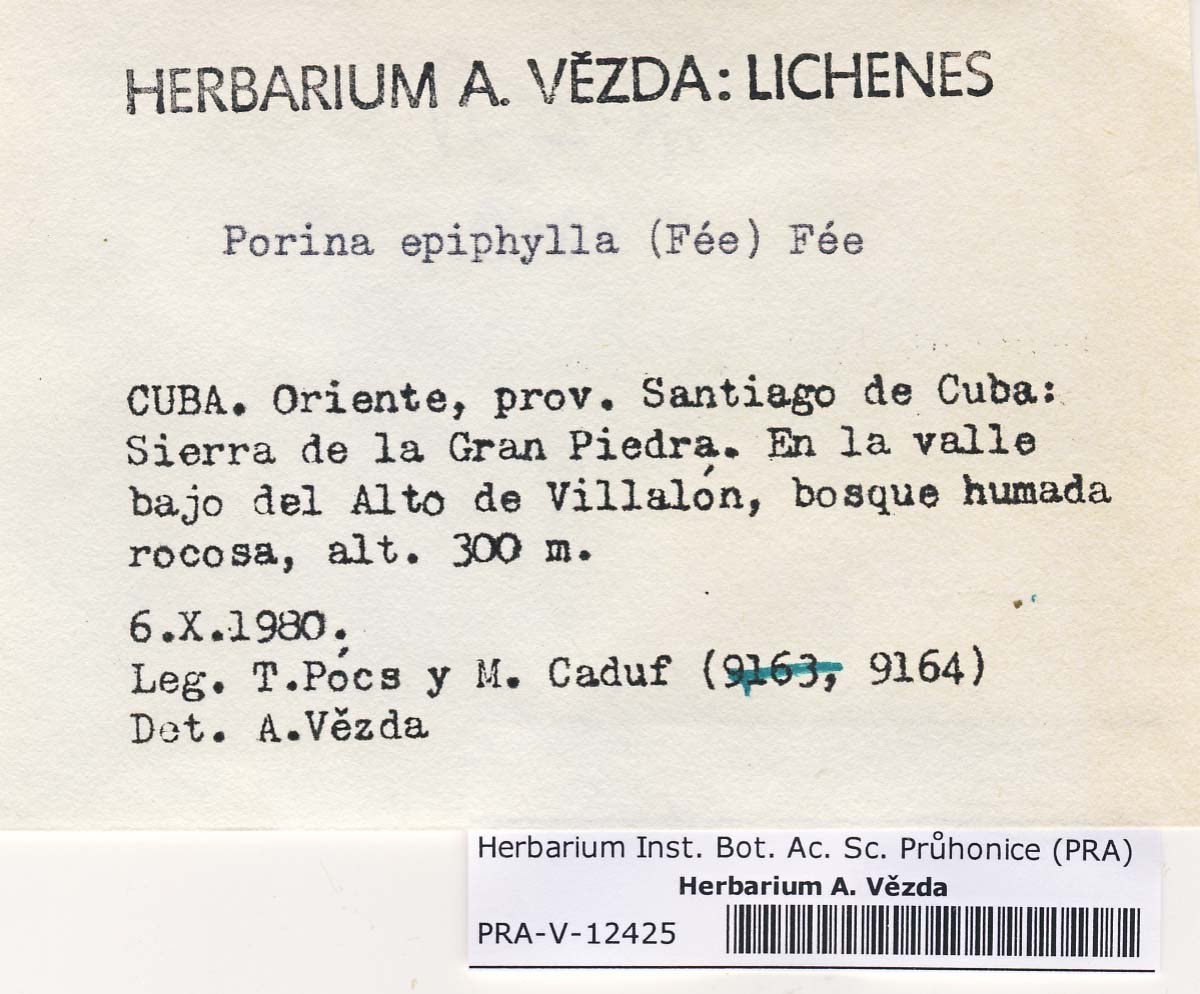 HERBARIUM A. VĚZDA: LICHENES
Porina epiphylla (Fée) Fée
CUBA. Oriente, prov. Santiago de Cuba:
Sierra de la Gran Piedra. En la valle
bajo del Alto de Villalón, bosque humada
rocosa, alt. 300 m.
6.X.1980.
Leg. T.Pócs y M. Caduf (9163, 9164)
Det. A.Vězda
Herbarium Inst. Bot. Ac. Sc. Průhonice (PRA)
Herbarium A. Vězda
PRA-V-12425